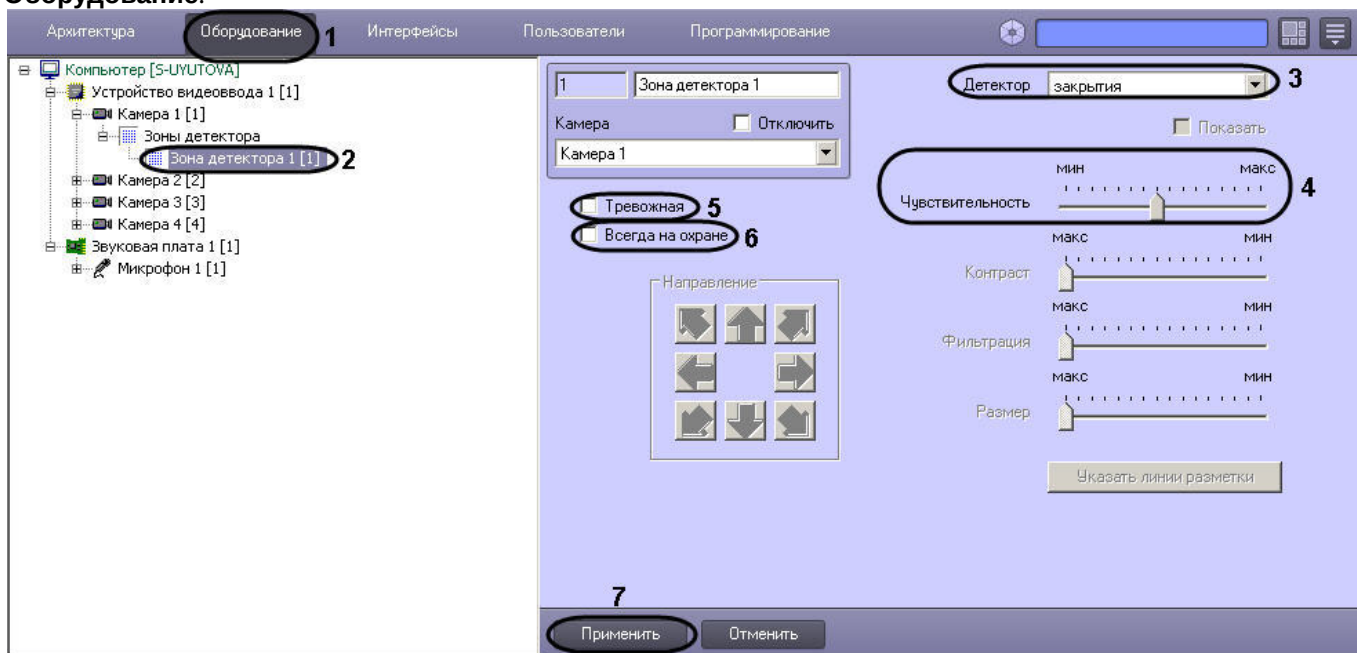 Оборудование.
Архитектура Оборудование 1 Интерфейсы Пользователи Программирование
Компьютер [S-UYUTOVA]
Устройство видеоввода 1 [1]
Камера 1 [1]
Зоны детектора
Зона детектора 1 [1] 2
Камера 2 [2]
Камера 3 [3]
Камера 4 [4]
Звуковая плата 1 [1]
Микрофон 1 [1]
1 Зона детектора 1
Камера Отключить
Камера 1
Тревожная 5
Всегда на охране 6
Направление
Детектор закрытия 3
Показать
мин макс
Чувствительность 4
макс мин
Контраст
макс мин
Фильтрация
макс мин
Размер
Указать линии разметки
7
Применить Отменить